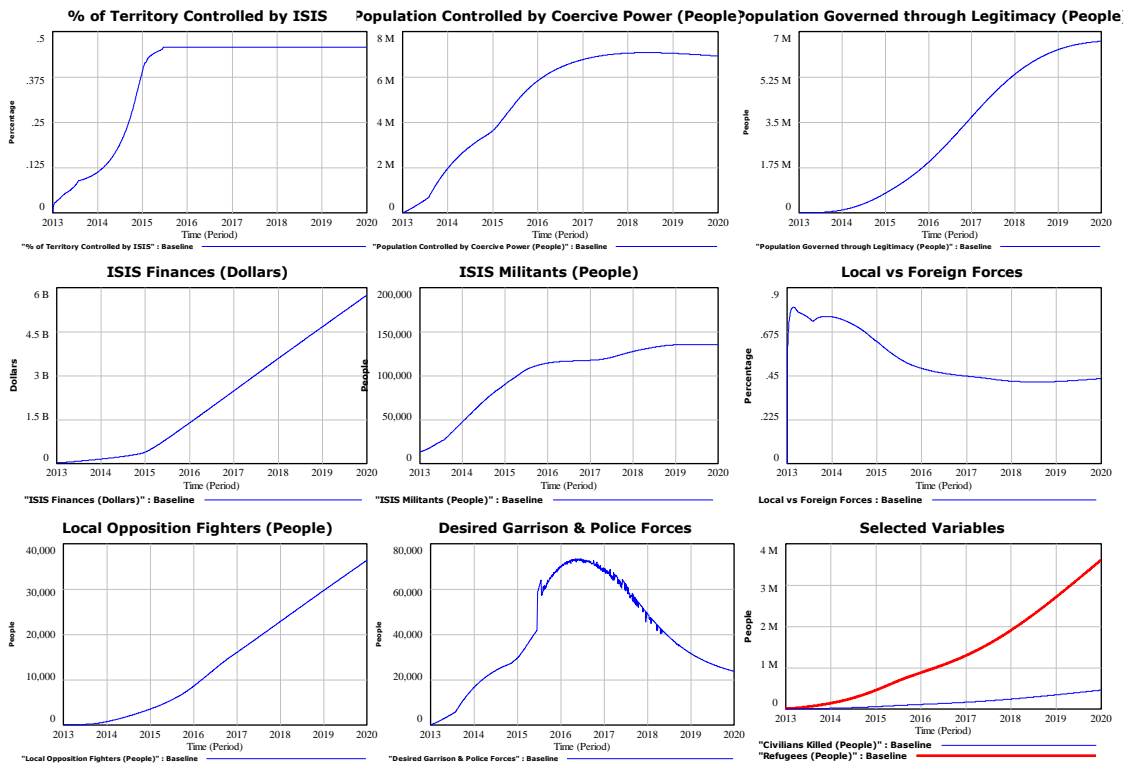 % of Territory Controlled by ISIS
.5
.375
.25
.125
0
Percentage
2013 2014 2015 2016 2017 2018 2019 2020
Time (Period)
"% of Territory Controlled by ISIS" : Baseline
Population Controlled by Coercive Power (People)
8 M
6 M
4 M
2 M
0
2013 2014 2015 2016 2017 2018 2019 2020
Time (Period)
"Population Controlled by Coercive Power (People)" : Baseline
Population Governed through Legitimacy (People)
7 M
5.25 M
3.5 M
1.75 M
0
People
2013 2014 2015 2016 2017 2018 2019 2020
Time (Period)
"Population Governed through Legitimacy (People)" : Baseline
ISIS Finances (Dollars)
6 B
4.5 B
3 B
1.5 B
0
Dollars
2013 2014 2015 2016 2017 2018 2019 2020
Time (Period)
"ISIS Finances (Dollars)" : Baseline
ISIS Militants (People)
200,000
150,000
100,000
50,000
0
People
2013 2014 2015 2016 2017 2018 2019 2020
Time (Period)
"ISIS Militants (People)" : Baseline
Local vs Foreign Forces
.9
.675
.45
.225
0
Percentage
2013 2014 2015 2016 2017 2018 2019 2020
Time (Period)
Local vs Foreign Forces : Baseline
Local Opposition Fighters (People)
40,000
30,000
20,000
10,000
0
People
2013 2014 2015 2016 2017 2018 2019 2020
Time (Period)
"Local Opposition Fighters (People)" : Baseline
Desired Garrison & Police Forces
80,000
60,000
40,000
20,000
0
People
2013 2014 2015 2016 2017 2018 2019 2020
Time (Period)
"Desired Garrison & Police Forces" : Baseline
Selected Variables
4 M
3 M
2 M
1 M
0
People
2013 2014 2015 2016 2017 2018 2019 2020
Time (Period)
"Civilians Killed (People)" : Baseline
"Refugees (People)" : Baseline